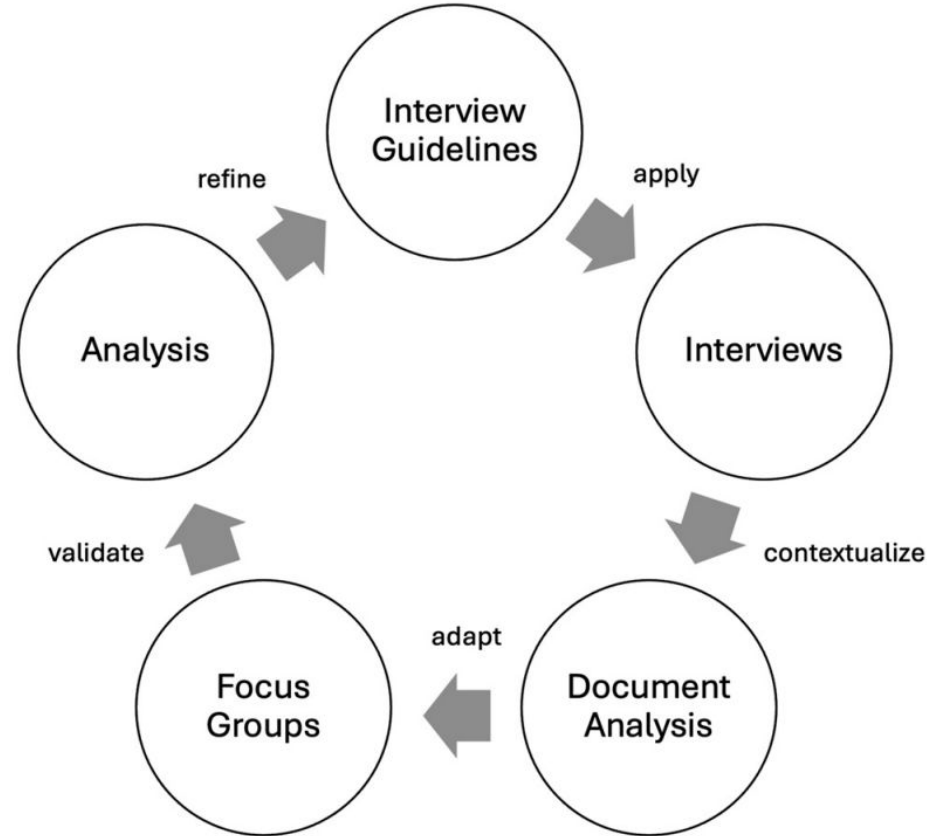 Interview
Guidelines
apply
Interviews
contextualize
Document
Analysis
adapt
Focus
Groups
validate
Analysis
refine